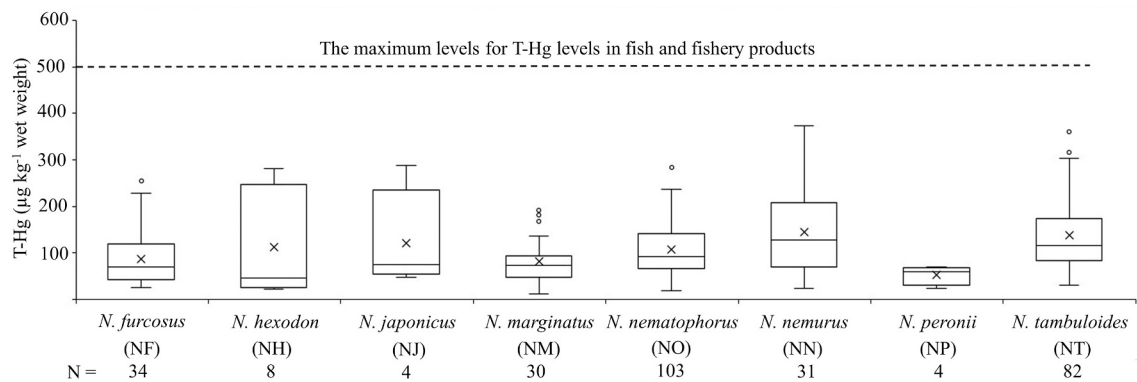 600
The maximum levels for T-Hg levels in fish and fishery products
500
400
300
200
100
0
T-Hg (µg kg⁻¹ wet weight)
N. furcosus N. hexodon N. japonicus N. marginatus N. nematophorus N. nemurus N. peronii N. tambuloides
(NF) (NH) (NJ) (NM) (NO) (NN) (NP) (NT)
N = 34 8 4 30 103 31 4 82